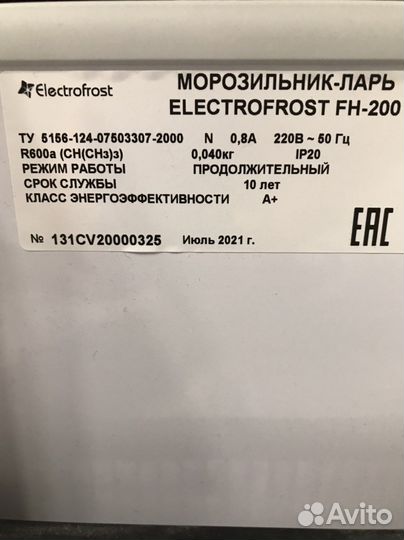 Electrofrost
МОРОЗИЛЬНИК-ЛАРЬ
ELECTROFROST FH-200
ТУ 5156-124-07503307-2000 N 0,8А 220В ~ 50 Гц
R600a (CH(CH₃)₃) 0,040кг IP20
РЕЖИМ РАБОТЫ ПРОДОЛЖИТЕЛЬНЫЙ
СРОК СЛУЖБЫ 10 лет
КЛАСС ЭНЕРГОЭФФЕКТИВНОСТИ А+
№ 131CV20000325 Июль 2021 г.
EAC
Avito